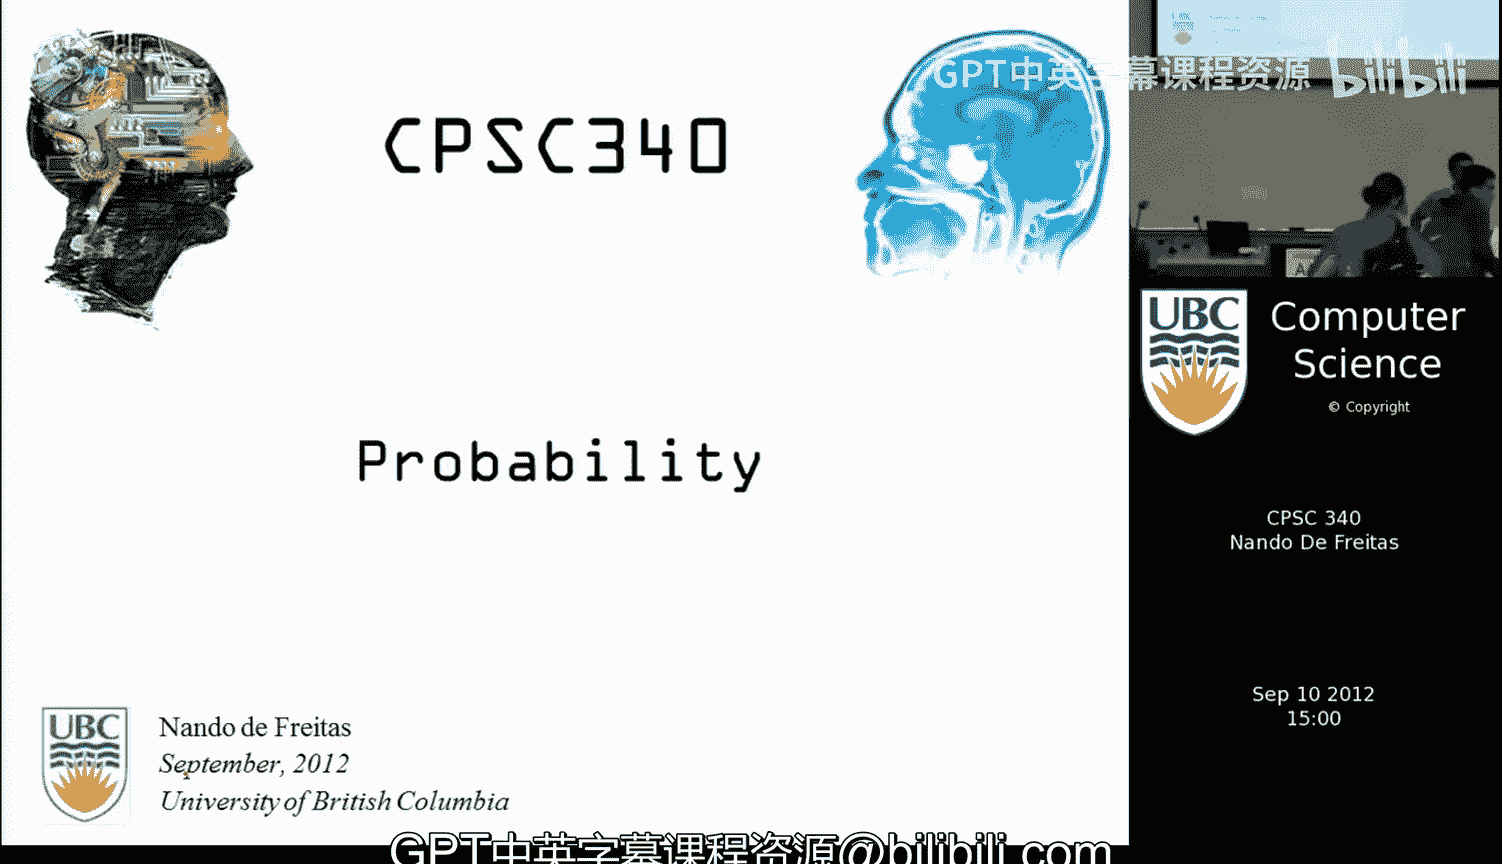 CPSC340
Probability
UBC
Nando de Freitas
September, 2012
University of British Columbia
GPT中英字幕课程资源 bilibili
UBC
Computer
Science
© Copyright
CPSC 340
Nando De Freitas
Sep 10 2012
15:00
GPT中英字幕课程资源@bilibili.com